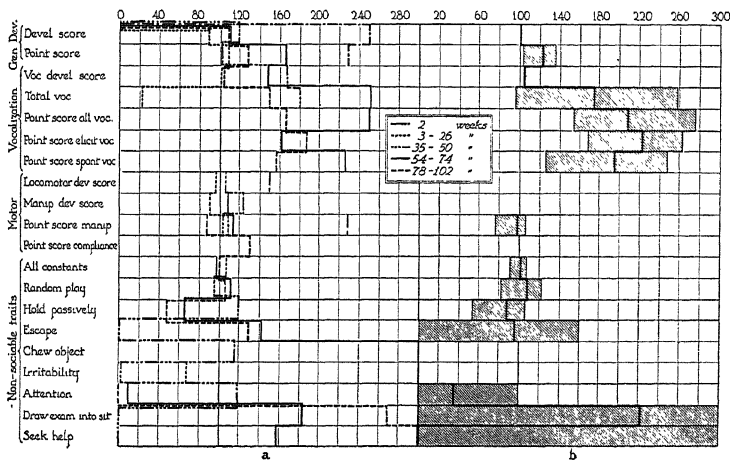 0 40 80 120 160 200 240 280 20 60 100 140 180 220 260 300
Gen Dev.
Devel score
Point score
Vocalization
Voc devel score
Total voc
Point score all voc.
Point score elicit voc
Point score spont voc
Motor
Locomotor dev score
Manip dev score
Point score manip
Point score compliance
Non-sociable traits
All constants
Random play
Hold passively
Escape
Chew object
Irritability
Attention
Draw exam into sit
Seek help
2 weeks
3 - 26 "
35 - 50 "
54 - 74 "
78 - 102 "
a b